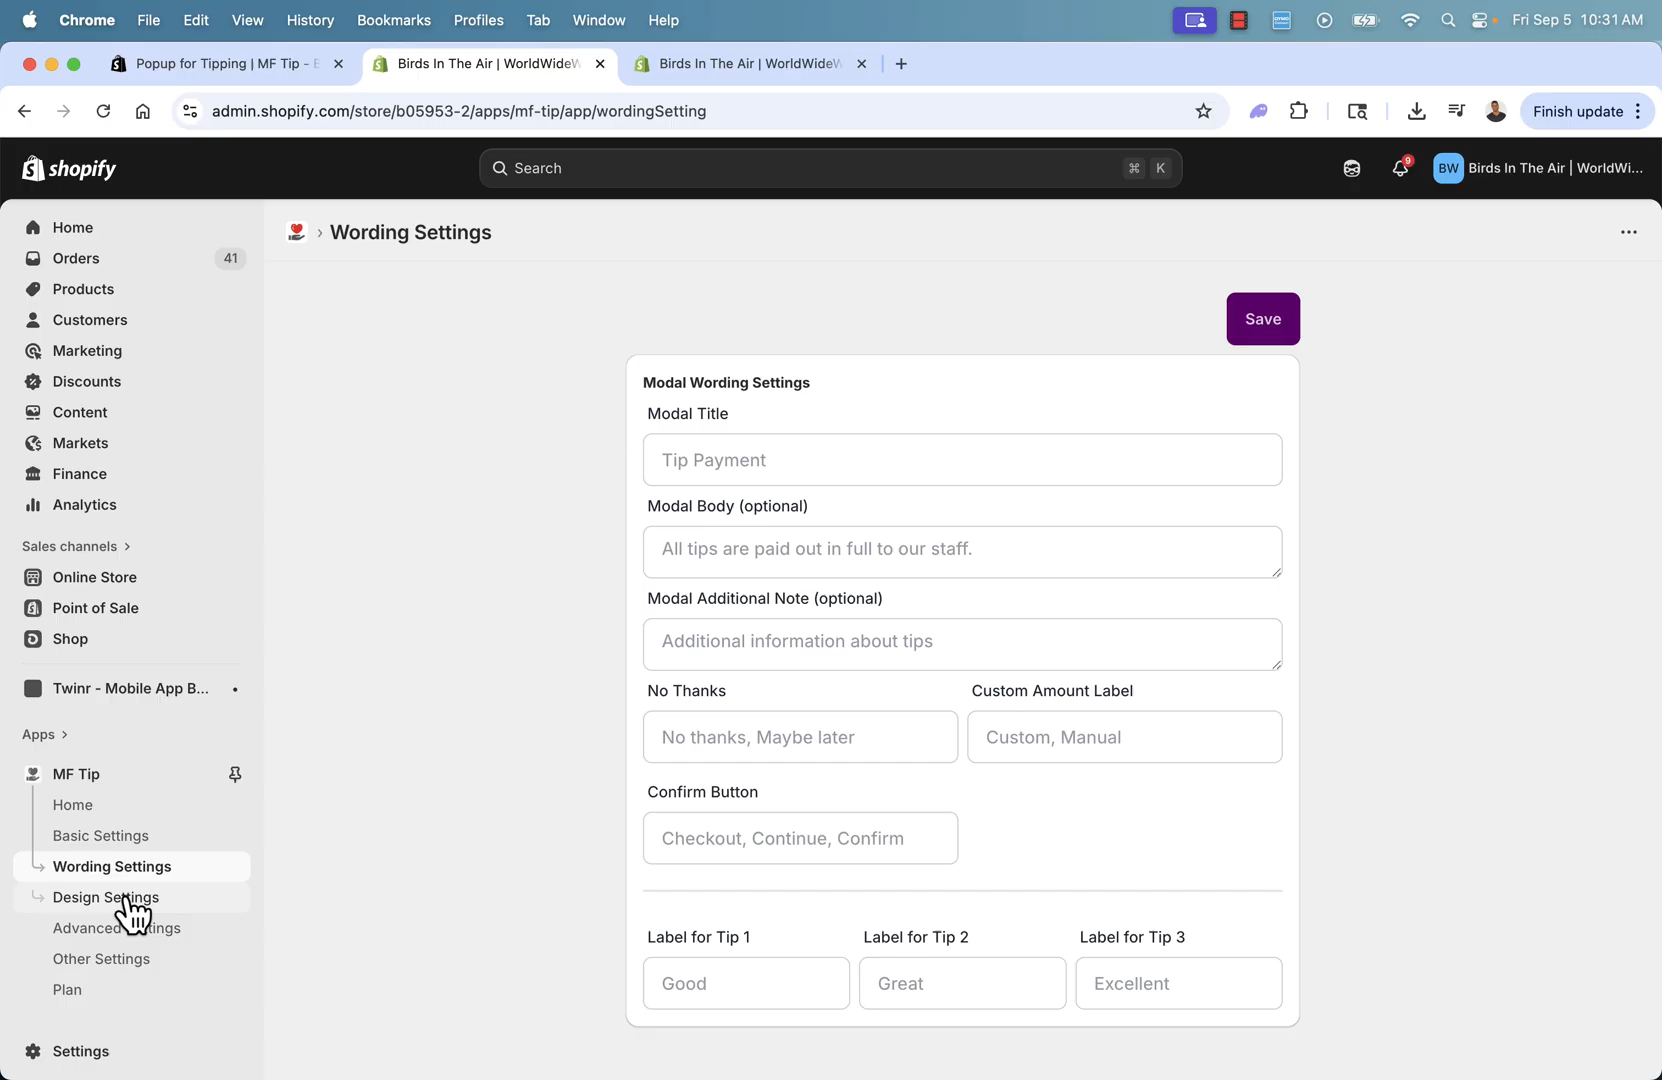 Chrome File Edit View History Bookmarks Profiles Tab Window Help
Fri Sep 5 10:31 AM
Popup for Tipping | MF Tip - E
Birds In The Air | WorldWideW
Birds In The Air | WorldWideW
admin.shopify.com/store/b05953-2/apps/mf-tip/app/wordingSetting
Finish update
shopify
Search
⌘ K
9
BW
Birds In The Air | WorldWi...
Home
Orders 41
Products
Customers
Marketing
Discounts
Content
Markets
Finance
Analytics
Sales channels
Online Store
Point of Sale
Shop
Twinr - Mobile App B...
Apps
MF Tip
Home
Basic Settings
Wording Settings
Design Settings
Advanced
Other Settings
Plan
Settings
Wording Settings
Save
Modal Wording Settings
Modal Title
Tip Payment
Modal Body (optional)
All tips are paid out in full to our staff.
Modal Additional Note (optional)
Additional information about tips
No Thanks Custom Amount Label
No thanks, Maybe later Custom, Manual
Confirm Button
Checkout, Continue, Confirm
Label for Tip 1 Label for Tip 2 Label for Tip 3
Good Great Excellent